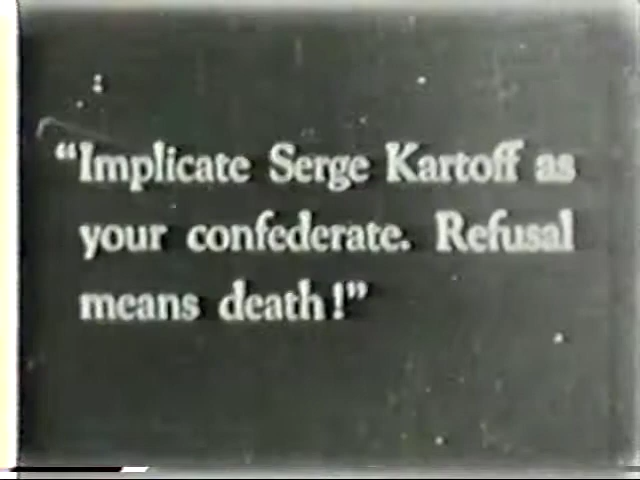 “Implicate Serge Kartoff as
your confederate. Refusal
means death!”